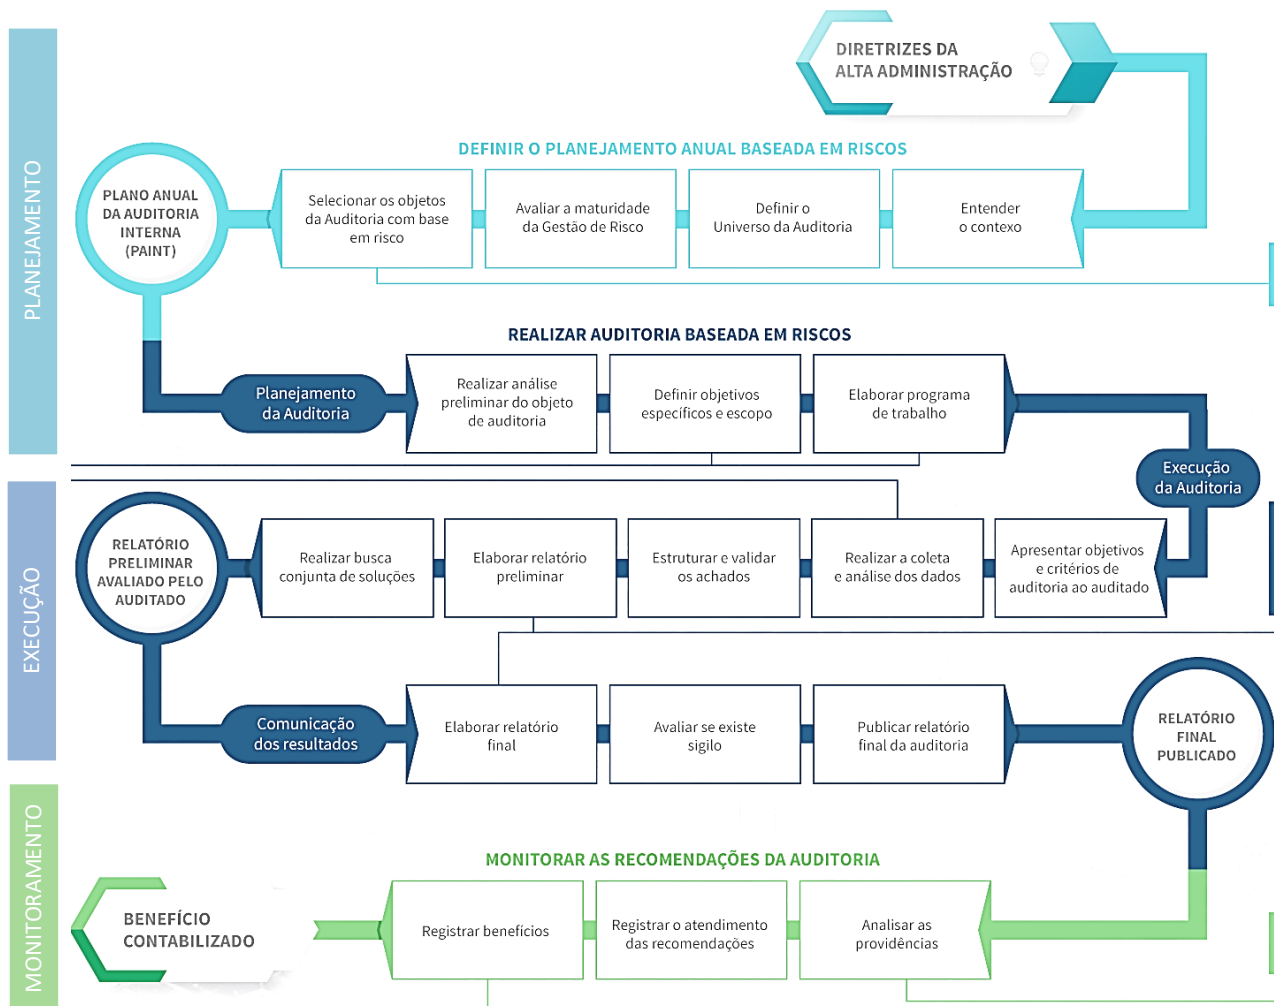 DIRETRIZES DA
ALTA ADMINISTRAÇÃO
PLANEJAMENTO
DEFINIR O PLANEJAMENTO ANUAL BASEADA EM RISCOS
PLANO ANUAL
DA AUDITORIA
INTERNA
(PAINT)
Selecionar os objetos
da Auditoria com base
em risco
Avaliar a maturidade
da Gestão de Risco
Definir o
Universo da Auditoria
Entender
o contexto
REALIZAR AUDITORIA BASEADA EM RISCOS
Planejamento
da Auditoria
Realizar análise
preliminar do objeto
de auditoria
Definir objetivos
específicos e escopo
Elaborar programa
de trabalho
Execução
da Auditoria
EXECUÇÃO
RELATÓRIO
PRELIMINAR
AVALIADO PELO
AUDITADO
Realizar busca
conjunta de soluções
Elaborar relatório
preliminar
Estruturar e validar
os achados
Realizar a coleta
e análise dos dados
Apresentar objetivos
e critérios de
auditoria ao auditado
Comunicação
dos resultados
Elaborar relatório
final
Avaliar se existe
sigilo
Publicar relatório
final da auditoria
RELATÓRIO
FINAL
PUBLICADO
MONITORAMENTO
MONITORAR AS RECOMENDAÇÕES DA AUDITORIA
BENEFÍCIO
CONTABILIZADO
Registrar benefícios
Registrar o atendimento
das recomendações
Analisar as
providências